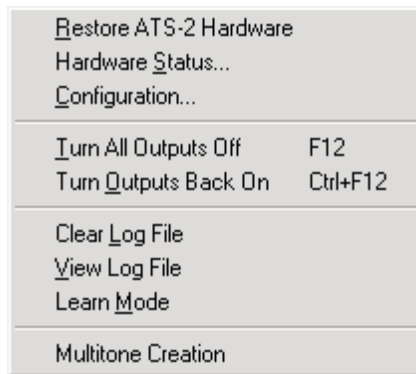 Restore ATS-2 Hardware
Hardware Status...
Configuration...
Turn All Outputs Off F12
Turn Outputs Back On Ctrl+F12
Clear Log File
View Log File
Learn Mode
Multitone Creation